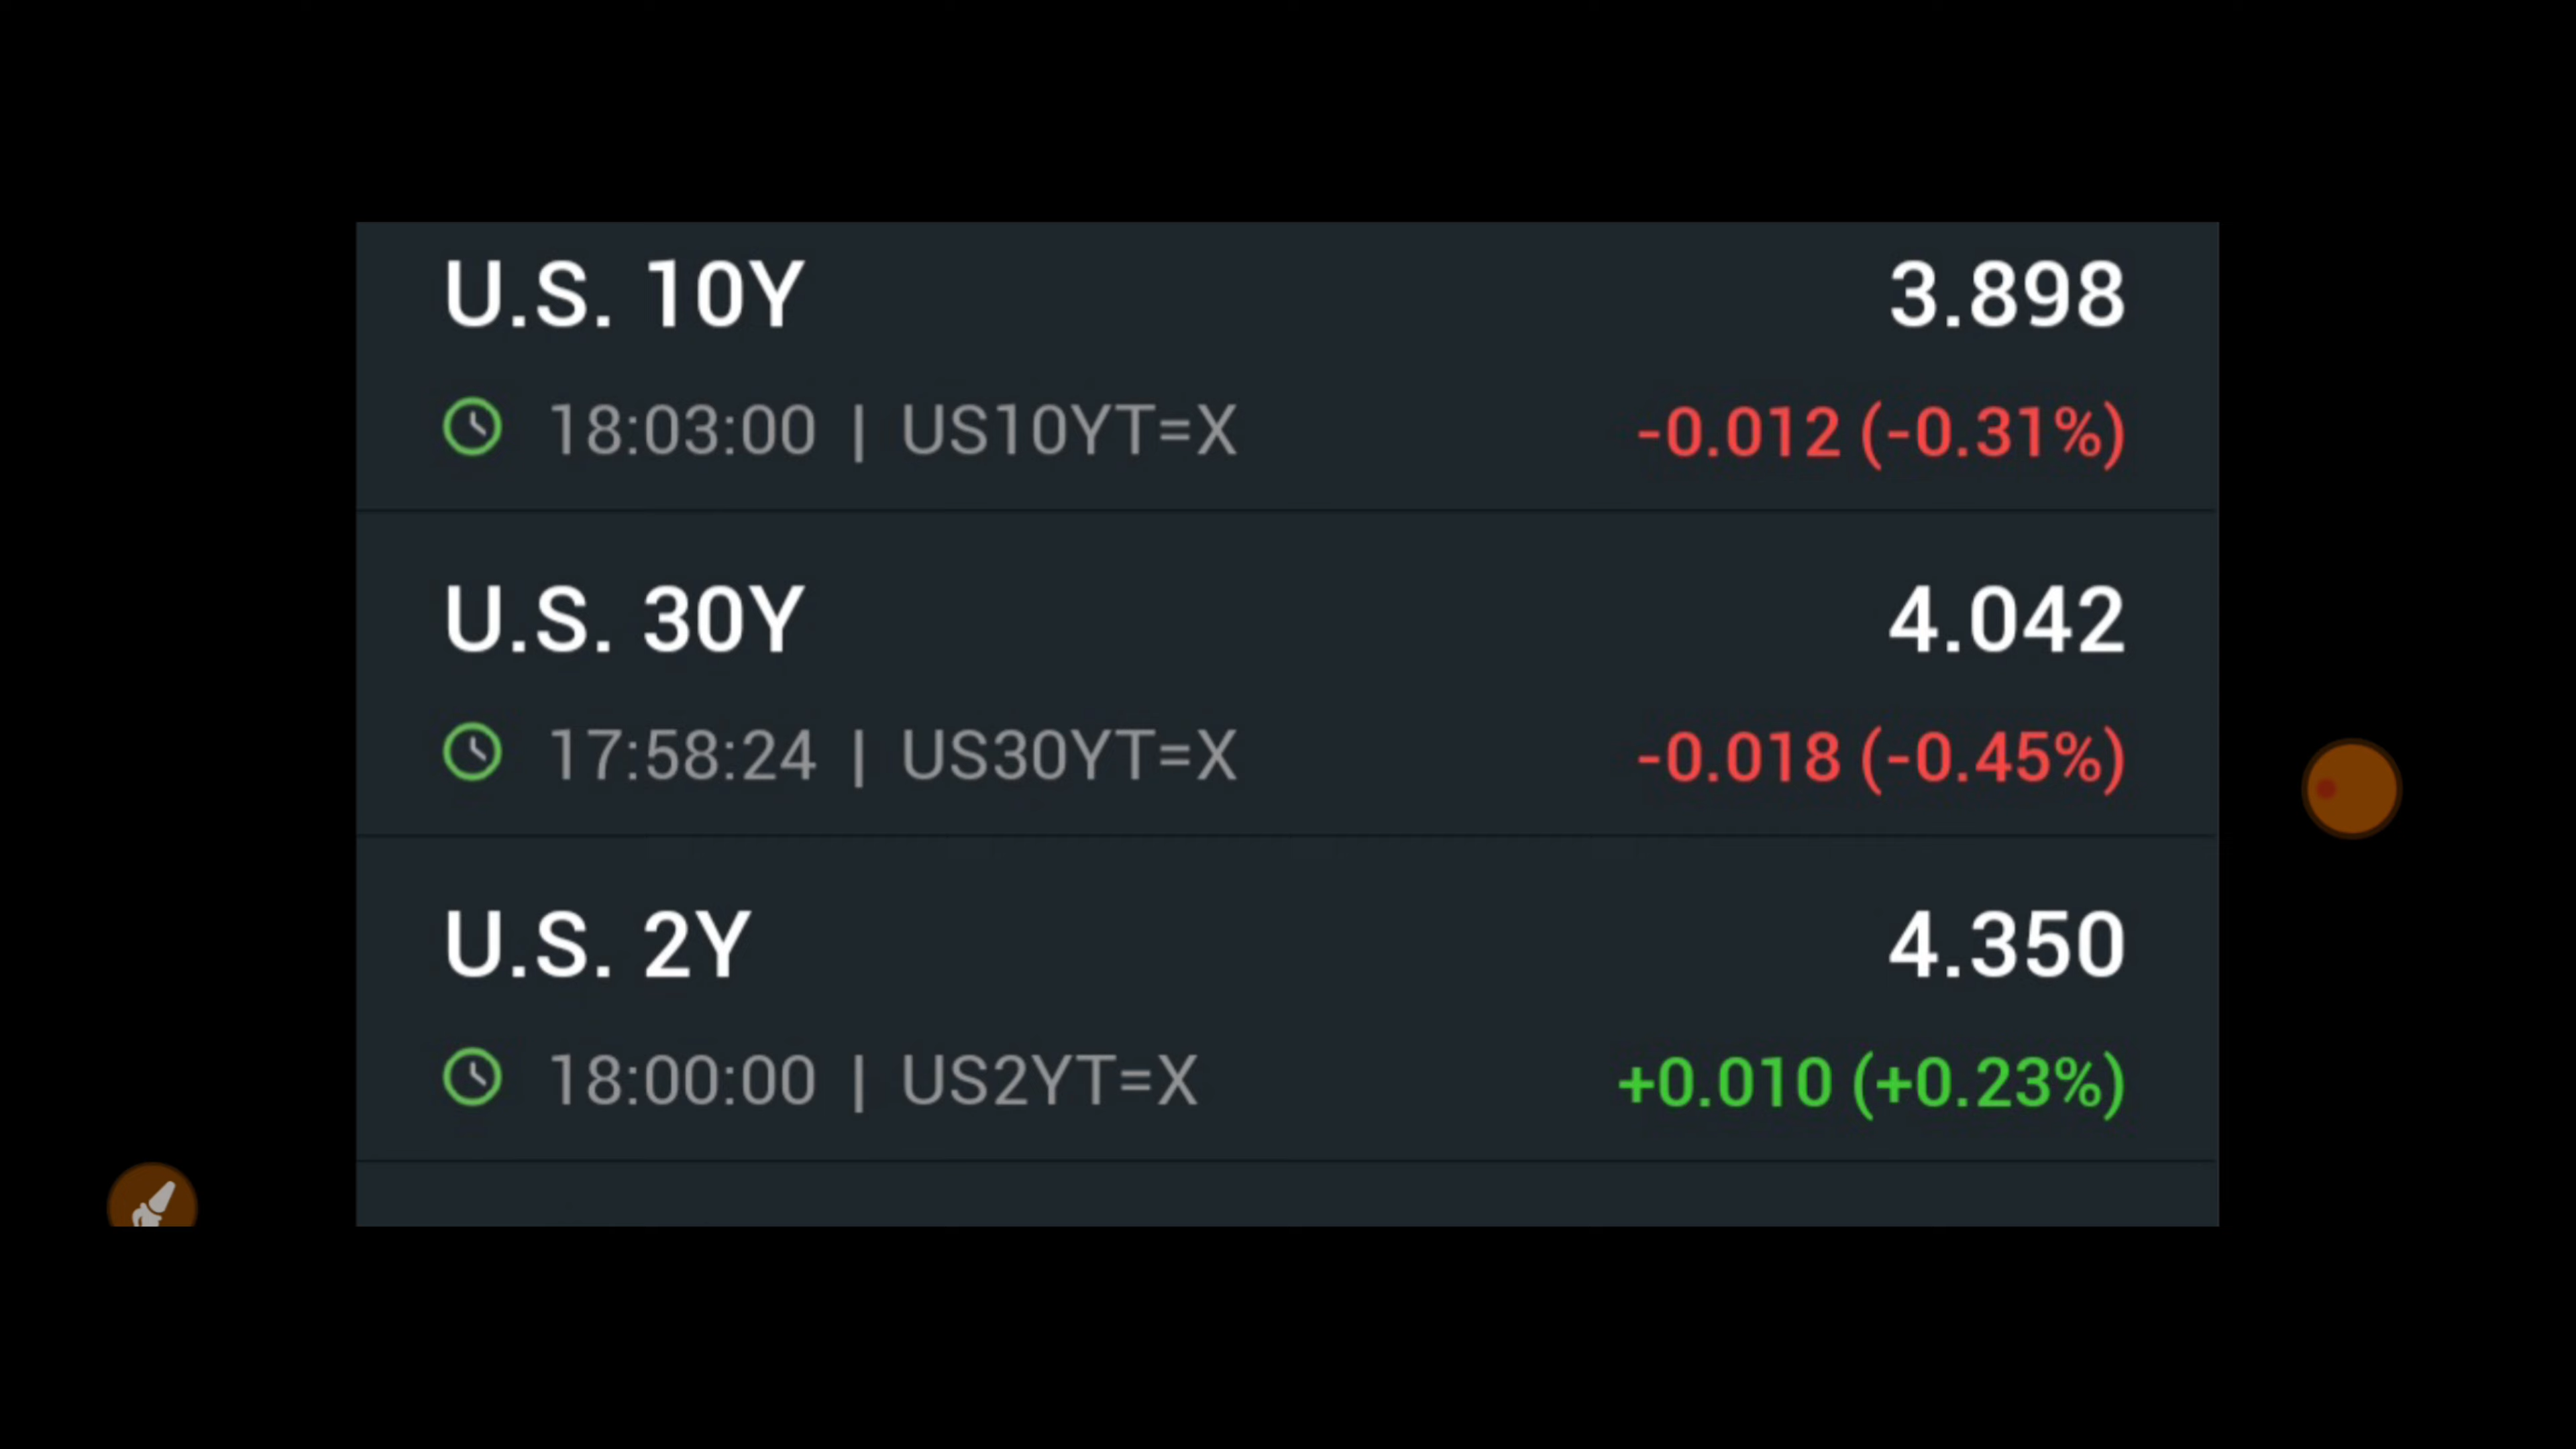 U.S. 10Y 3.898
18:03:00 | US10YT=X -0.012 (-0.31%)
U.S. 30Y 4.042
17:58:24 | US30YT=X -0.018 (-0.45%)
U.S. 2Y 4.350
18:00:00 | US2YT=X +0.010 (+0.23%)